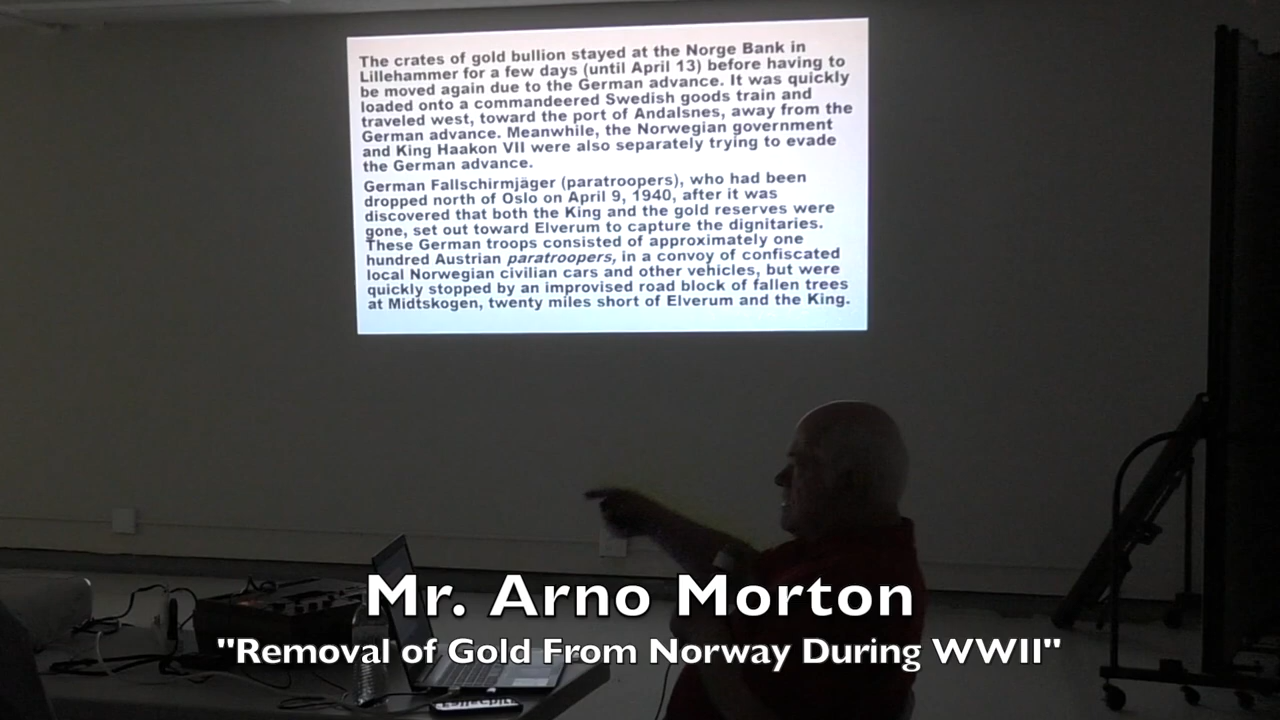 The crates of gold bullion stayed at the Norge Bank in
Lillehammer for a few days (until April 13) before having to
be moved again due to the German advance. It was quickly
loaded onto a commandeered Swedish goods train and
traveled west, toward the port of Andalsnes, away from the
German advance. Meanwhile, the Norwegian government
and King Haakon VII were also separately trying to evade
the German advance.
German Fallschirmjäger (paratroopers), who had been
dropped north of Oslo on April 9, 1940, after it was
discovered that both the King and the gold reserves were
gone, set out toward Elverum to capture the dignitaries.
These German troops consisted of approximately one
hundred Austrian paratroopers, in a convoy of confiscated
local Norwegian civilian cars and other vehicles, but were
quickly stopped by an improvised road block of fallen trees
at Midtskogen, twenty miles short of Elverum and the King.
Mr. Arno Morton
"Removal of Gold From Norway During WWII"